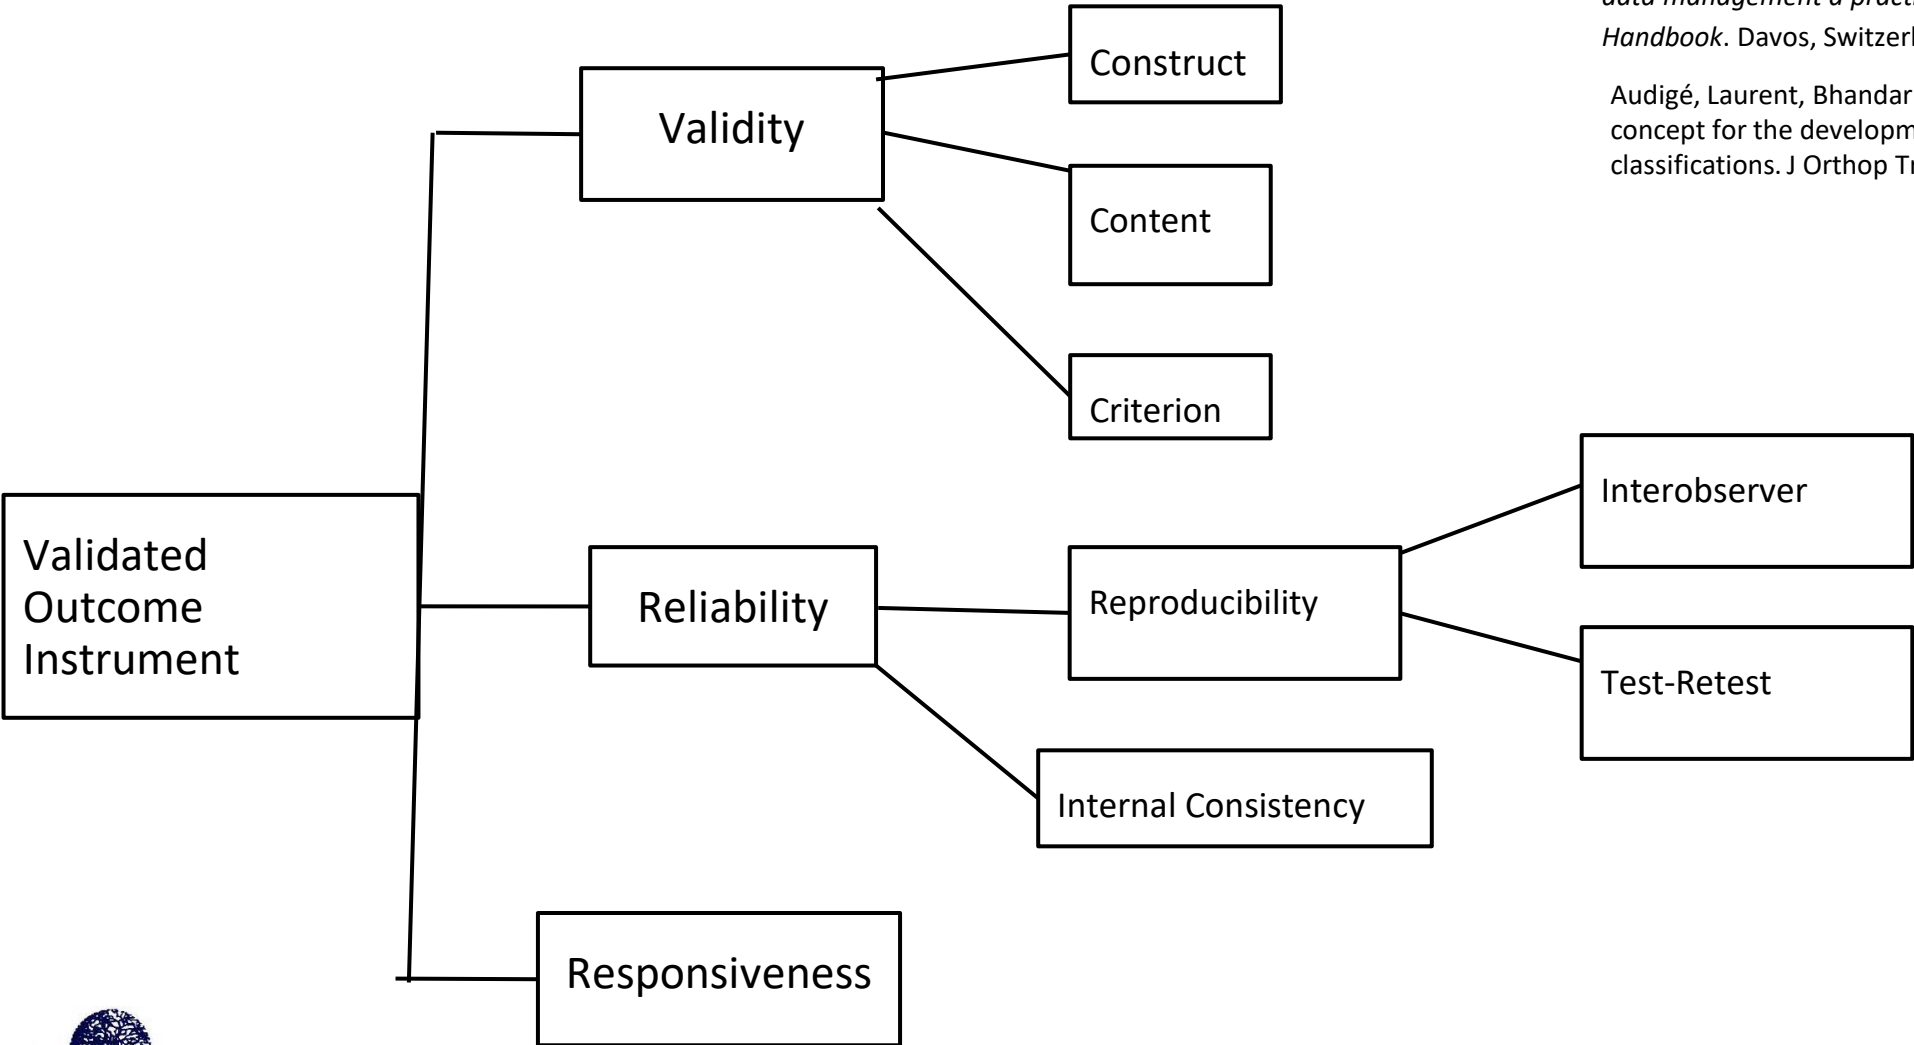 data management a pract
Handbook. Davos, Switzerl
Audigé, Laurent, Bhandar
concept for the developm
classifications. J Orthop Tr
Construct
Validity
Content
Criterion
Interobserver
Validated
Outcome
Instrument
Reliability
Reproducibility
Test-Retest
Internal Consistency
Responsiveness